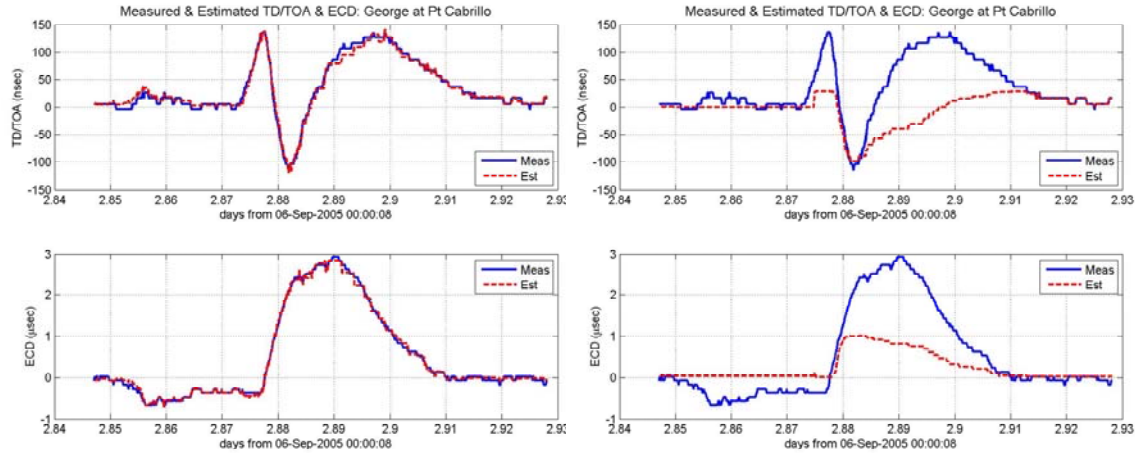 Measured & Estimated TD/TOA & ECD: George at Pt Cabrillo
150
100
50
0
-50
-100
-150
TD/TOA (nsec)
Meas
Est
2.84 2.85 2.86 2.87 2.88 2.89 2.9 2.91 2.92 2.93
days from 06-Sep-2005 00:00:08
Measured & Estimated TD/TOA & ECD: George at Pt Cabrillo
150
100
50
0
-50
-100
-150
TD/TOA (nsec)
Meas
Est
2.84 2.85 2.86 2.87 2.88 2.89 2.9 2.91 2.92 2.93
days from 06-Sep-2005 00:00:08
3
2
1
0
-1
ECD (µsec)
Meas
Est
2.84 2.85 2.86 2.87 2.88 2.89 2.9 2.91 2.92 2.93
days from 06-Sep-2005 00:00:08
3
2
1
0
-1
ECD (µsec)
Meas
Est
2.84 2.85 2.86 2.87 2.88 2.89 2.9 2.91 2.92 2.93
days from 06-Sep-2005 00:00:08